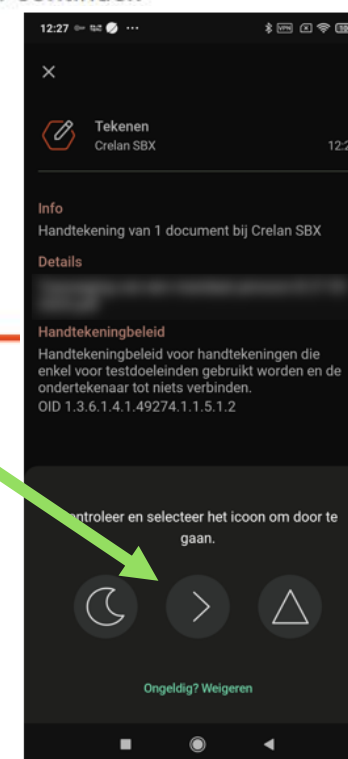 12:27
Tekenen
Crelan SBX
Info
Handtekening van 1 document bij Crelan SBX
Details
Handtekeningbeleid
Handtekeningbeleid voor handtekeningen die
enkel voor testdoeleinden gebruikt worden en de
ondertekenaar tot niets verbinden.
OID 1.3.6.1.4.1.49274.1.1.5.1.2
selecteer het icoon om door te
gaan.
Ongeldig? Weigeren